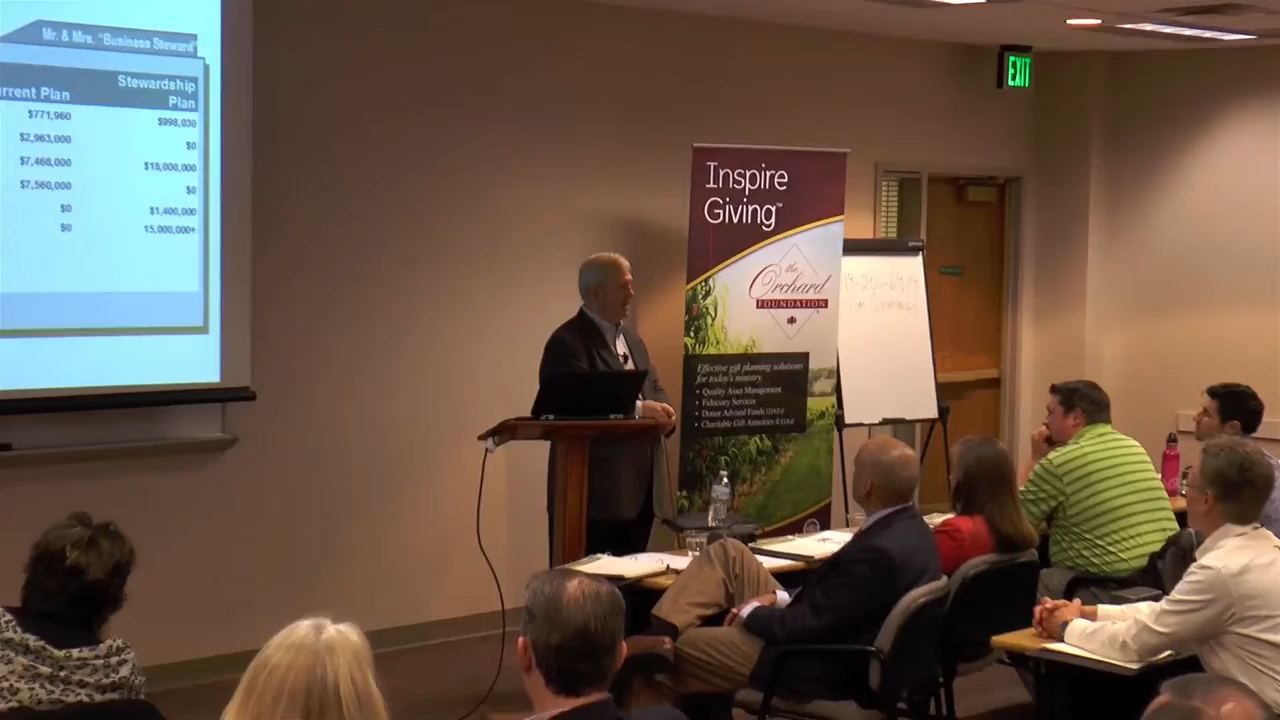 Mr. & Mrs. "Business Steward"
rrent Plan
Stewardship
Plan
$771,960 $998,030
$2,963,000 $0
$7,468,000 $18,000,000
$7,560,000 $0
$0 $1,400,000
$0 15,000,000+
EXIT
Inspire
Giving™
the
Orchard
FOUNDATION
Effective gift planning solutions
for today's ministry.
• Quality Asset Management
• Fiduciary Services
• Donor Advised Funds (DAFs)
• Charitable Gift Annuities (CGAs)